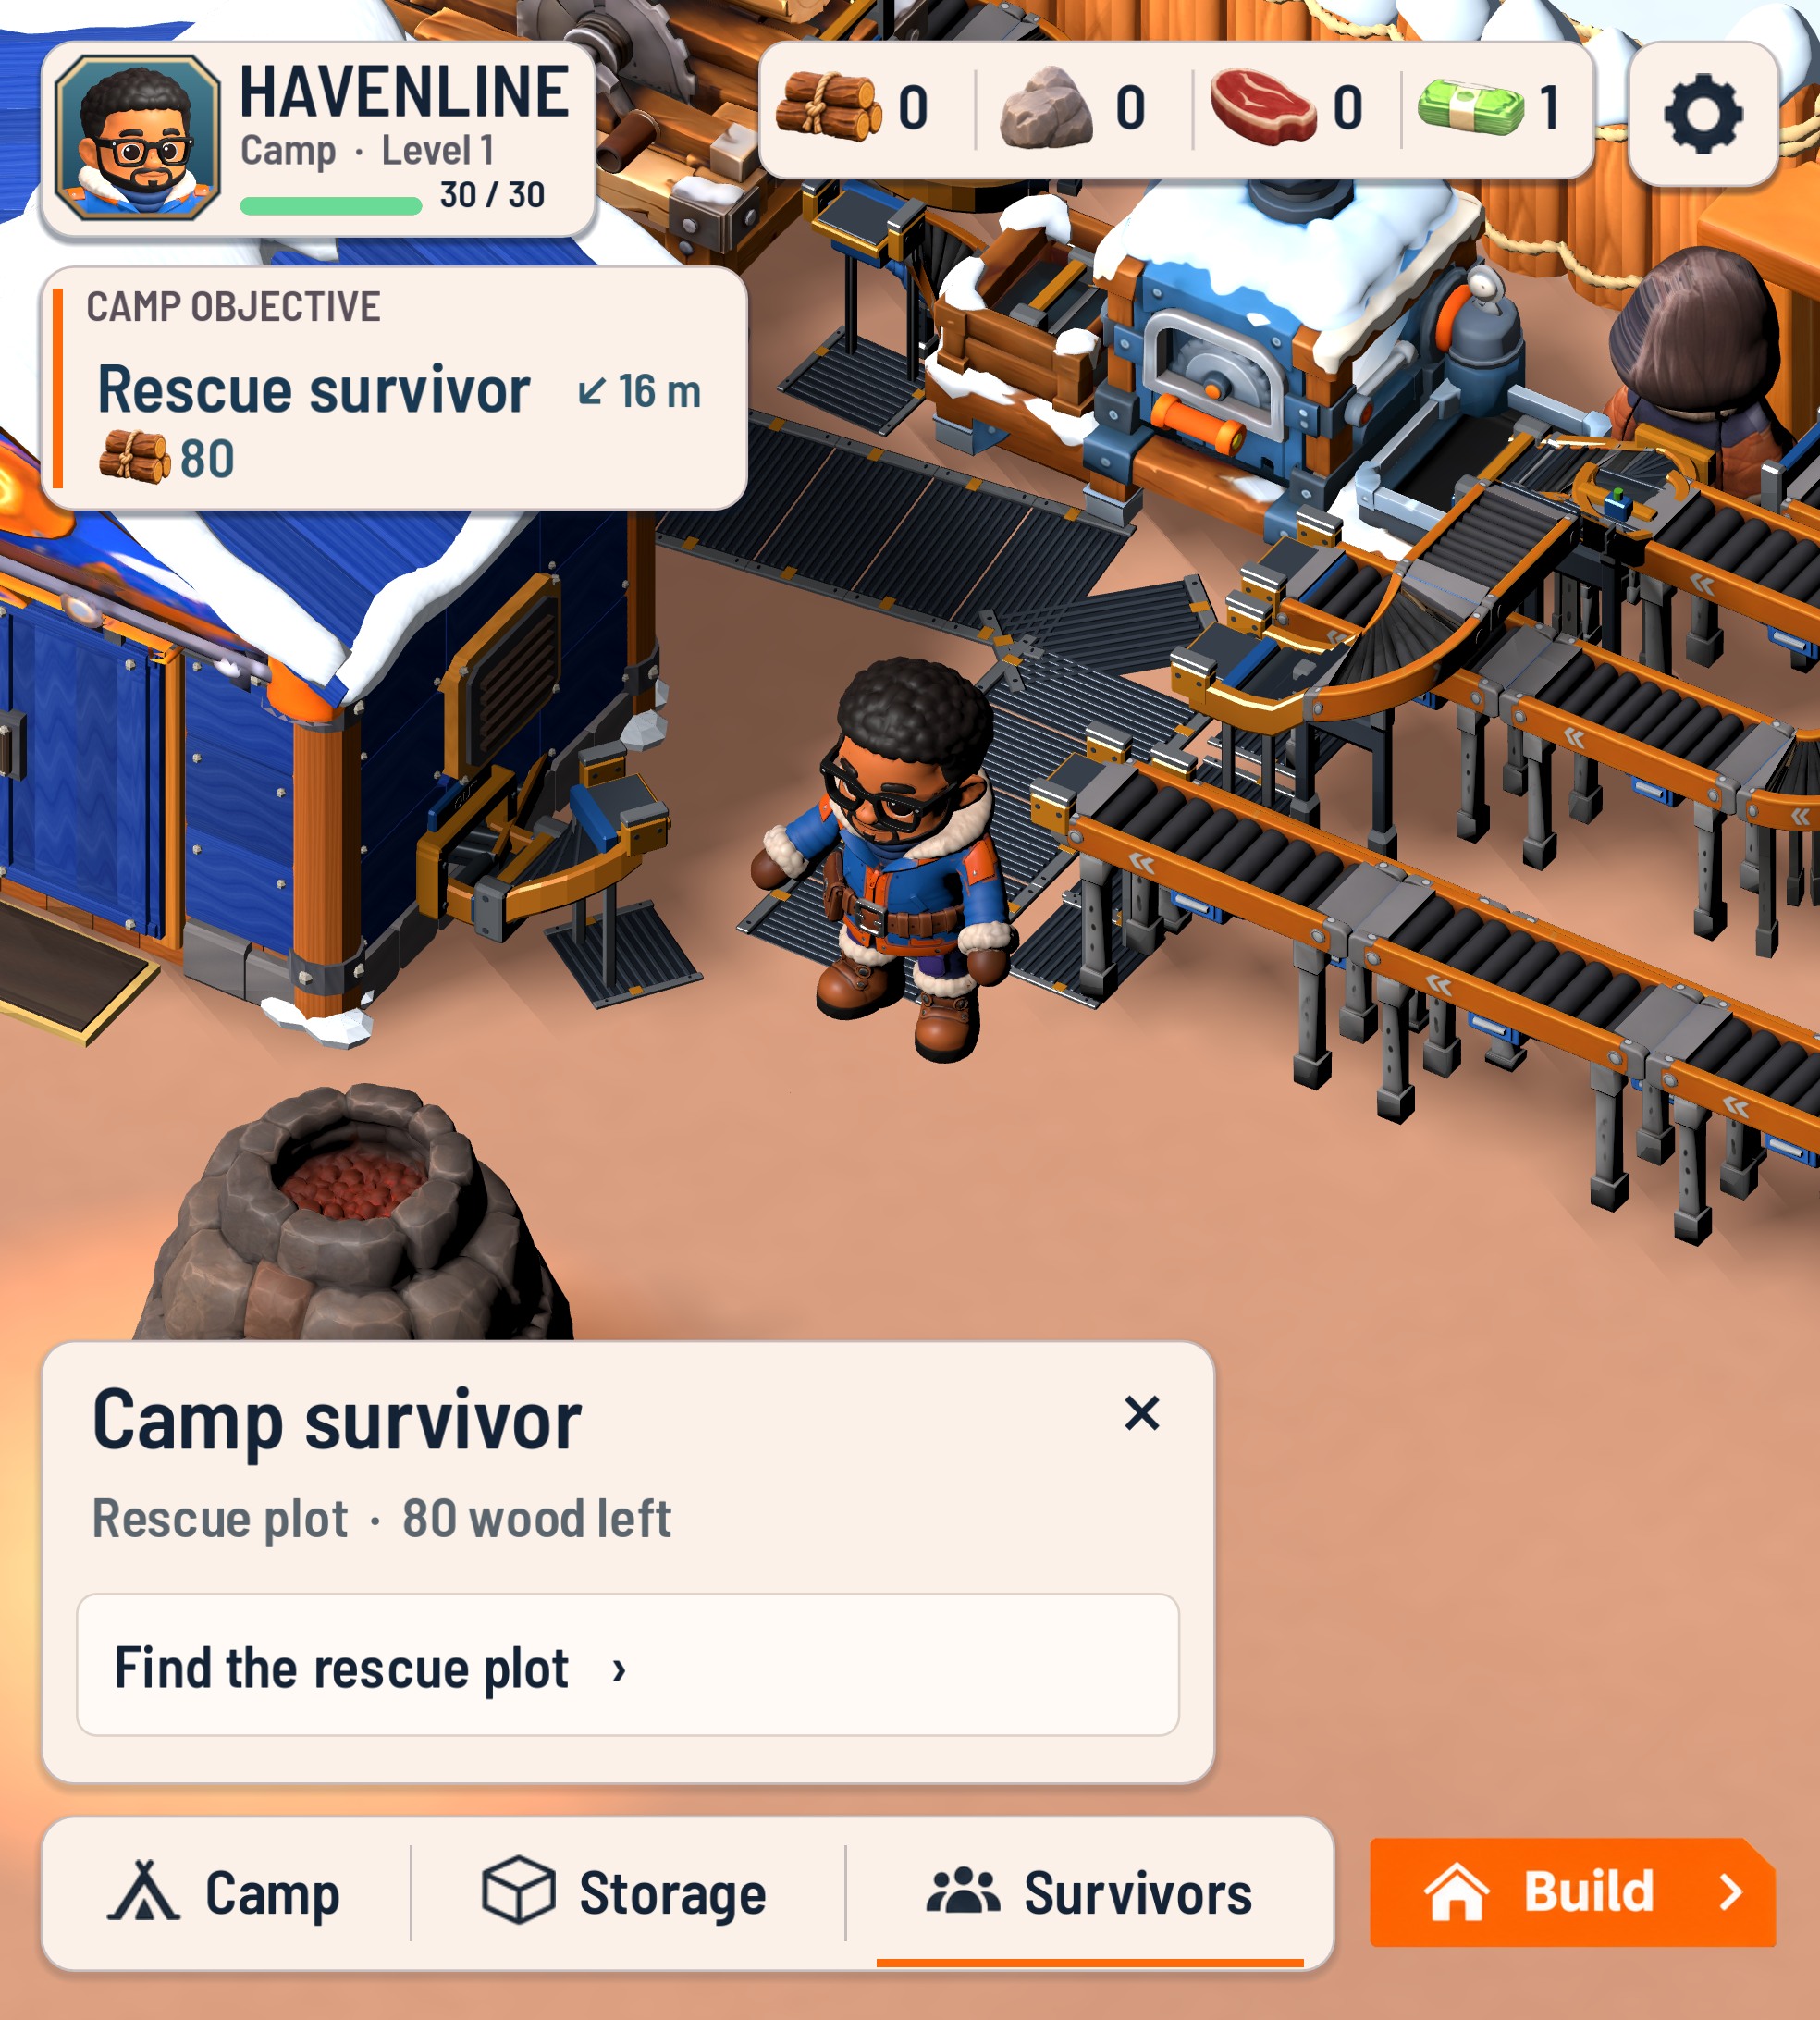 HAVENLINE
Camp · Level 1
30 / 30
0
0
0
1
CAMP OBJECTIVE
Rescue survivor ↙ 16 m
80
Camp survivor ×
Rescue plot · 80 wood left
Find the rescue plot ›
Camp
Storage
Survivors
Build ›